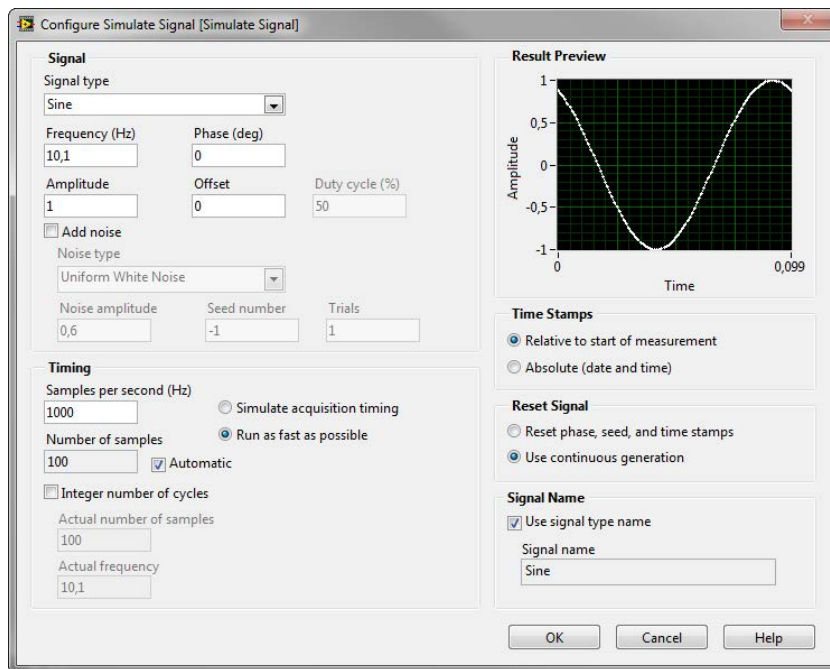 Configure Simulate Signal [Simulate Signal]
Signal
Signal type
Sine
Frequency (Hz) Phase (deg)
10,1 0
Amplitude Offset Duty cycle (%)
1 0 50
Add noise
Noise type
Uniform White Noise
Noise amplitude Seed number Trials
0,6 -1 1
Timing
Samples per second (Hz)
1000
Simulate acquisition timing
Run as fast as possible
Number of samples
100
Automatic
Integer number of cycles
Actual number of samples
100
Actual frequency
10,1
Result Preview
Amplitude
1
0,5
0
-0,5
-1
0 0,099
Time
Time Stamps
Relative to start of measurement
Absolute (date and time)
Reset Signal
Reset phase, seed, and time stamps
Use continuous generation
Signal Name
Use signal type name
Signal name
Sine
OK Cancel Help